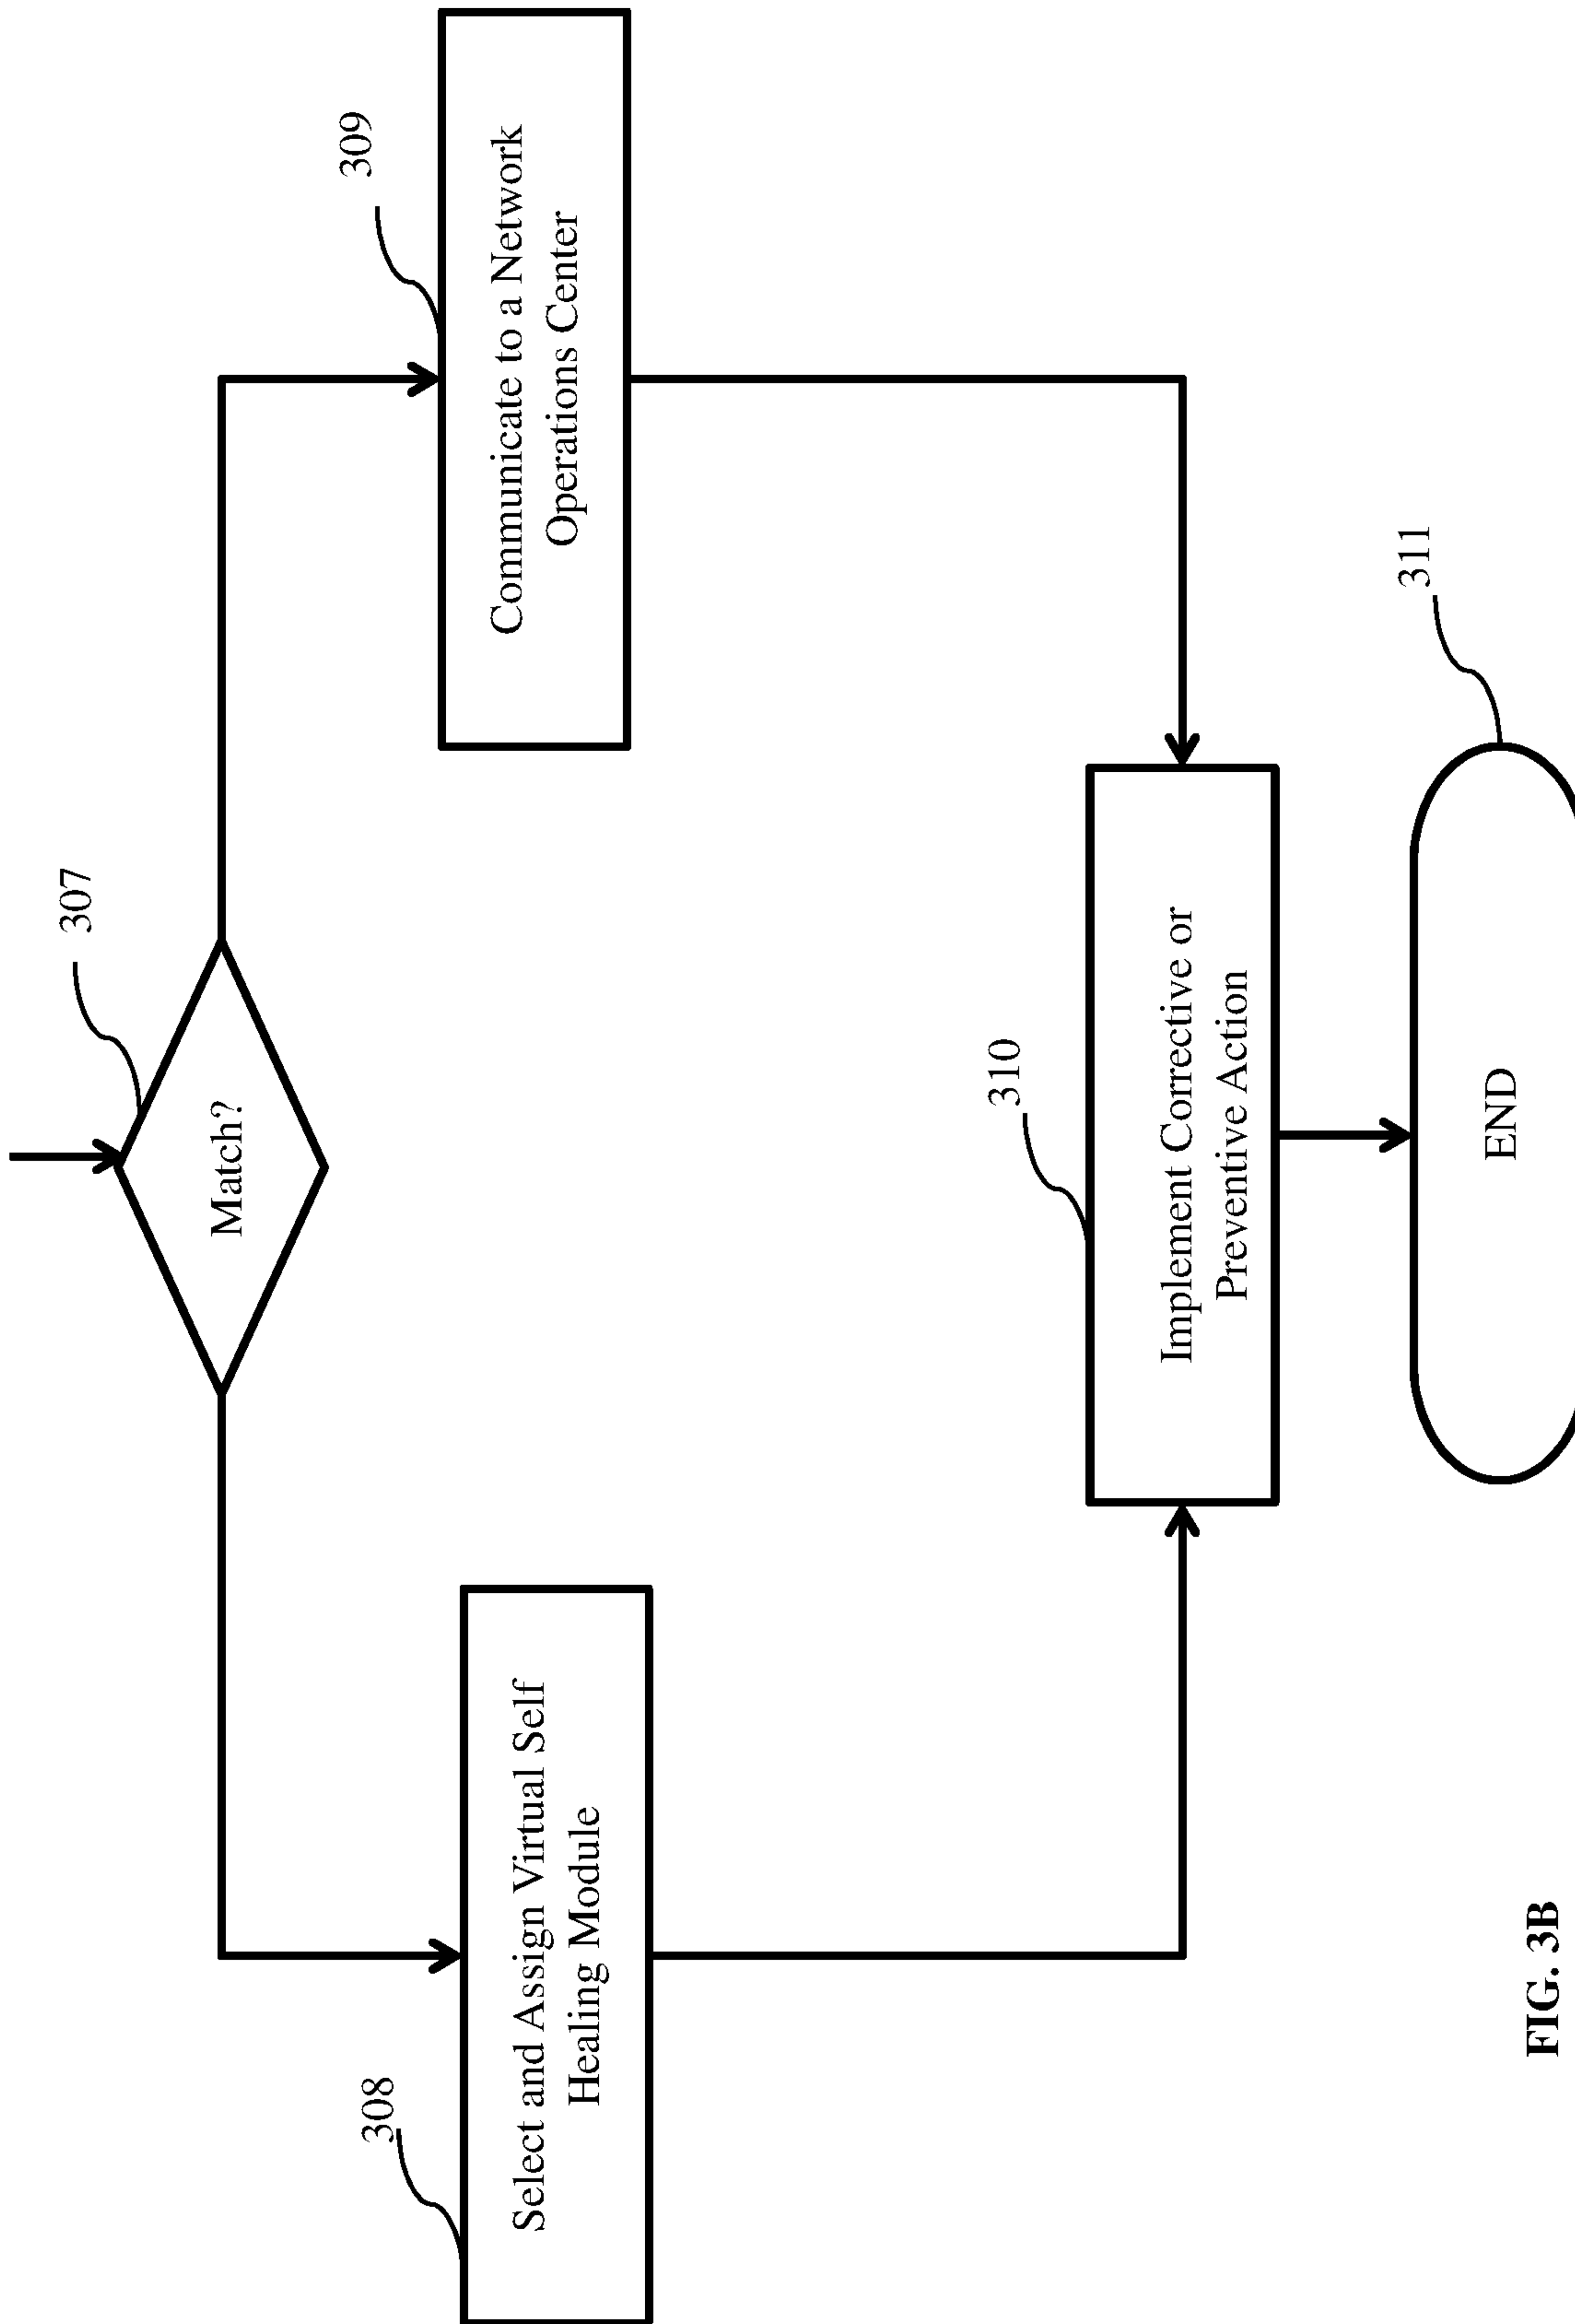 307
Match?
308
Select and Assign Virtual Self
Healing Module
309
Communicate to a Network
Operations Center
310
Implement Corrective or
Preventive Action
311
END
FIG. 3B